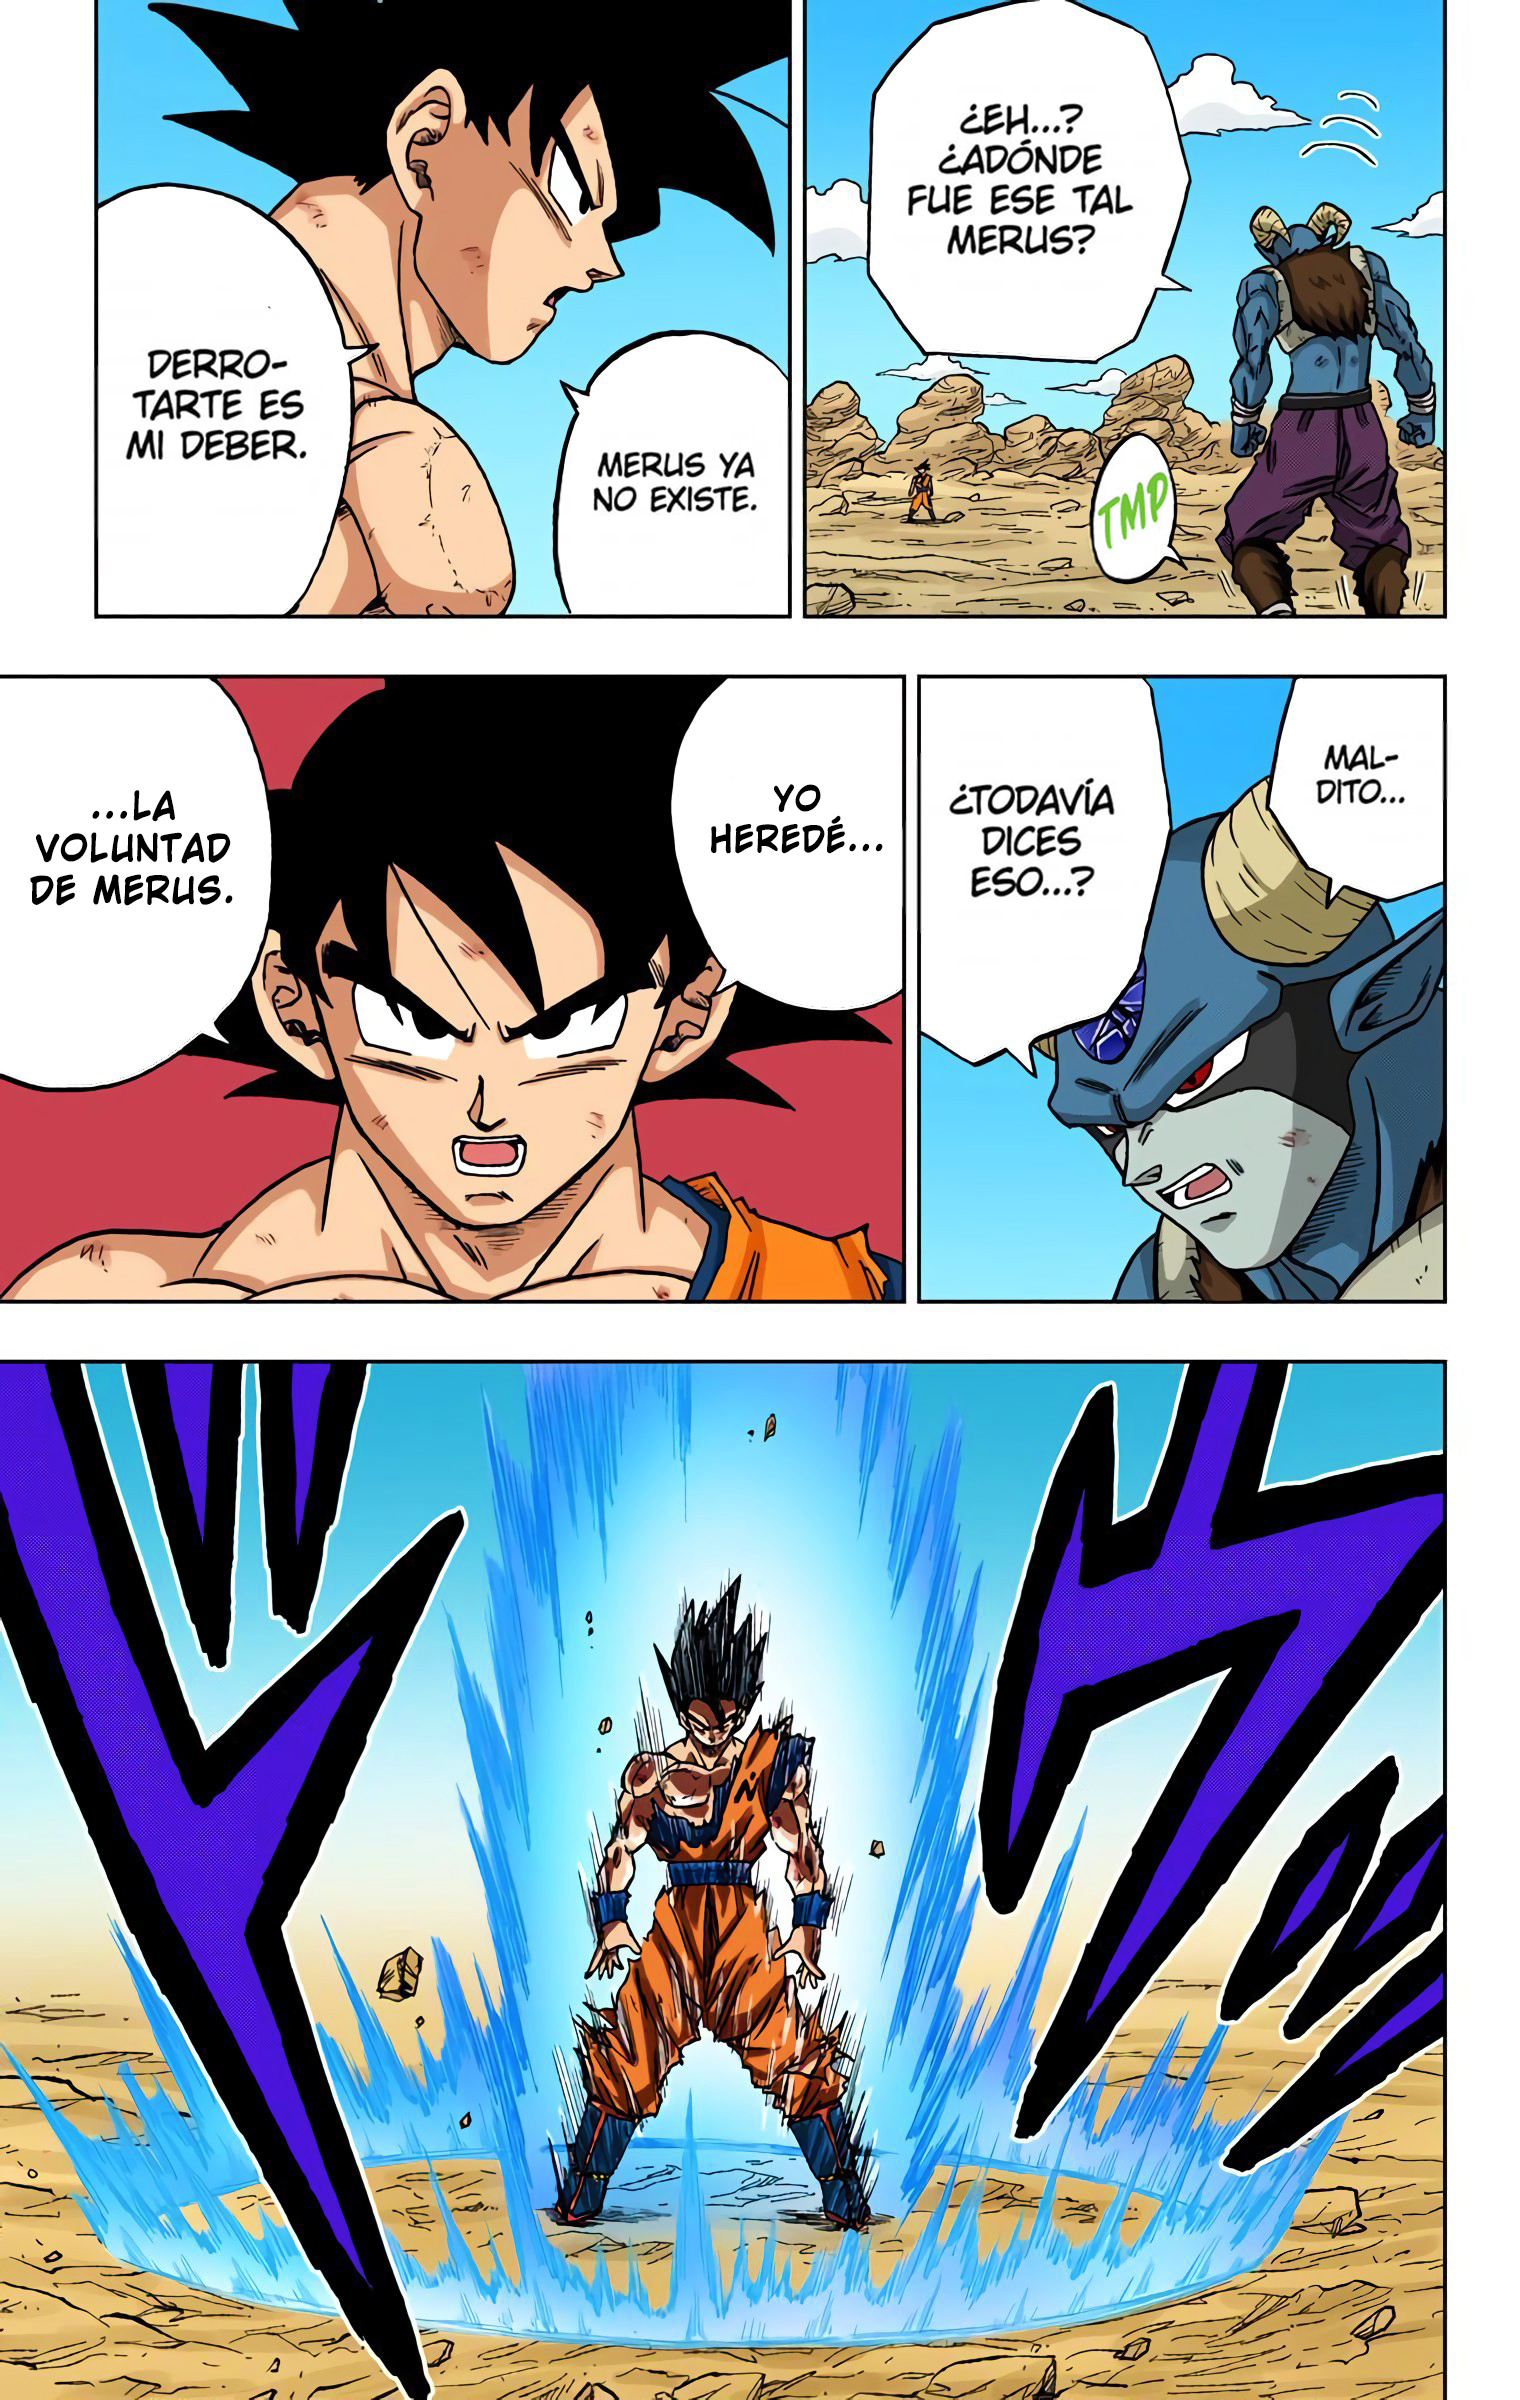 ¿EH...?
¿ADÓNDE
FUE ESE TAL
MERUS?
TMP
MERUS YA
NO EXISTE.
DERRO-
TARTE ES
MI DEBER.
MAL-
DITO...
¿TODAVÍA
DICES
ESO...?
YO
HEREDÉ...
...LA
VOLUNTAD
DE MERUS.